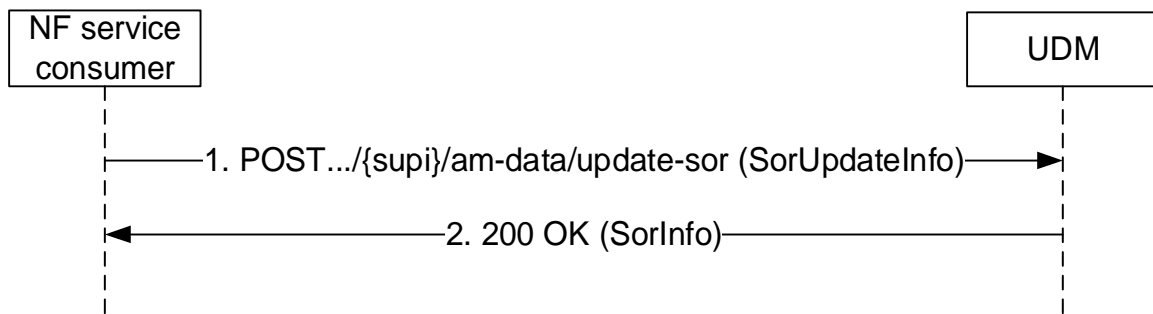 NF service
consumer
UDM
1. POST.../{supi}/am-data/update-sor (SorUpdateInfo)
2. 200 OK (SorInfo)